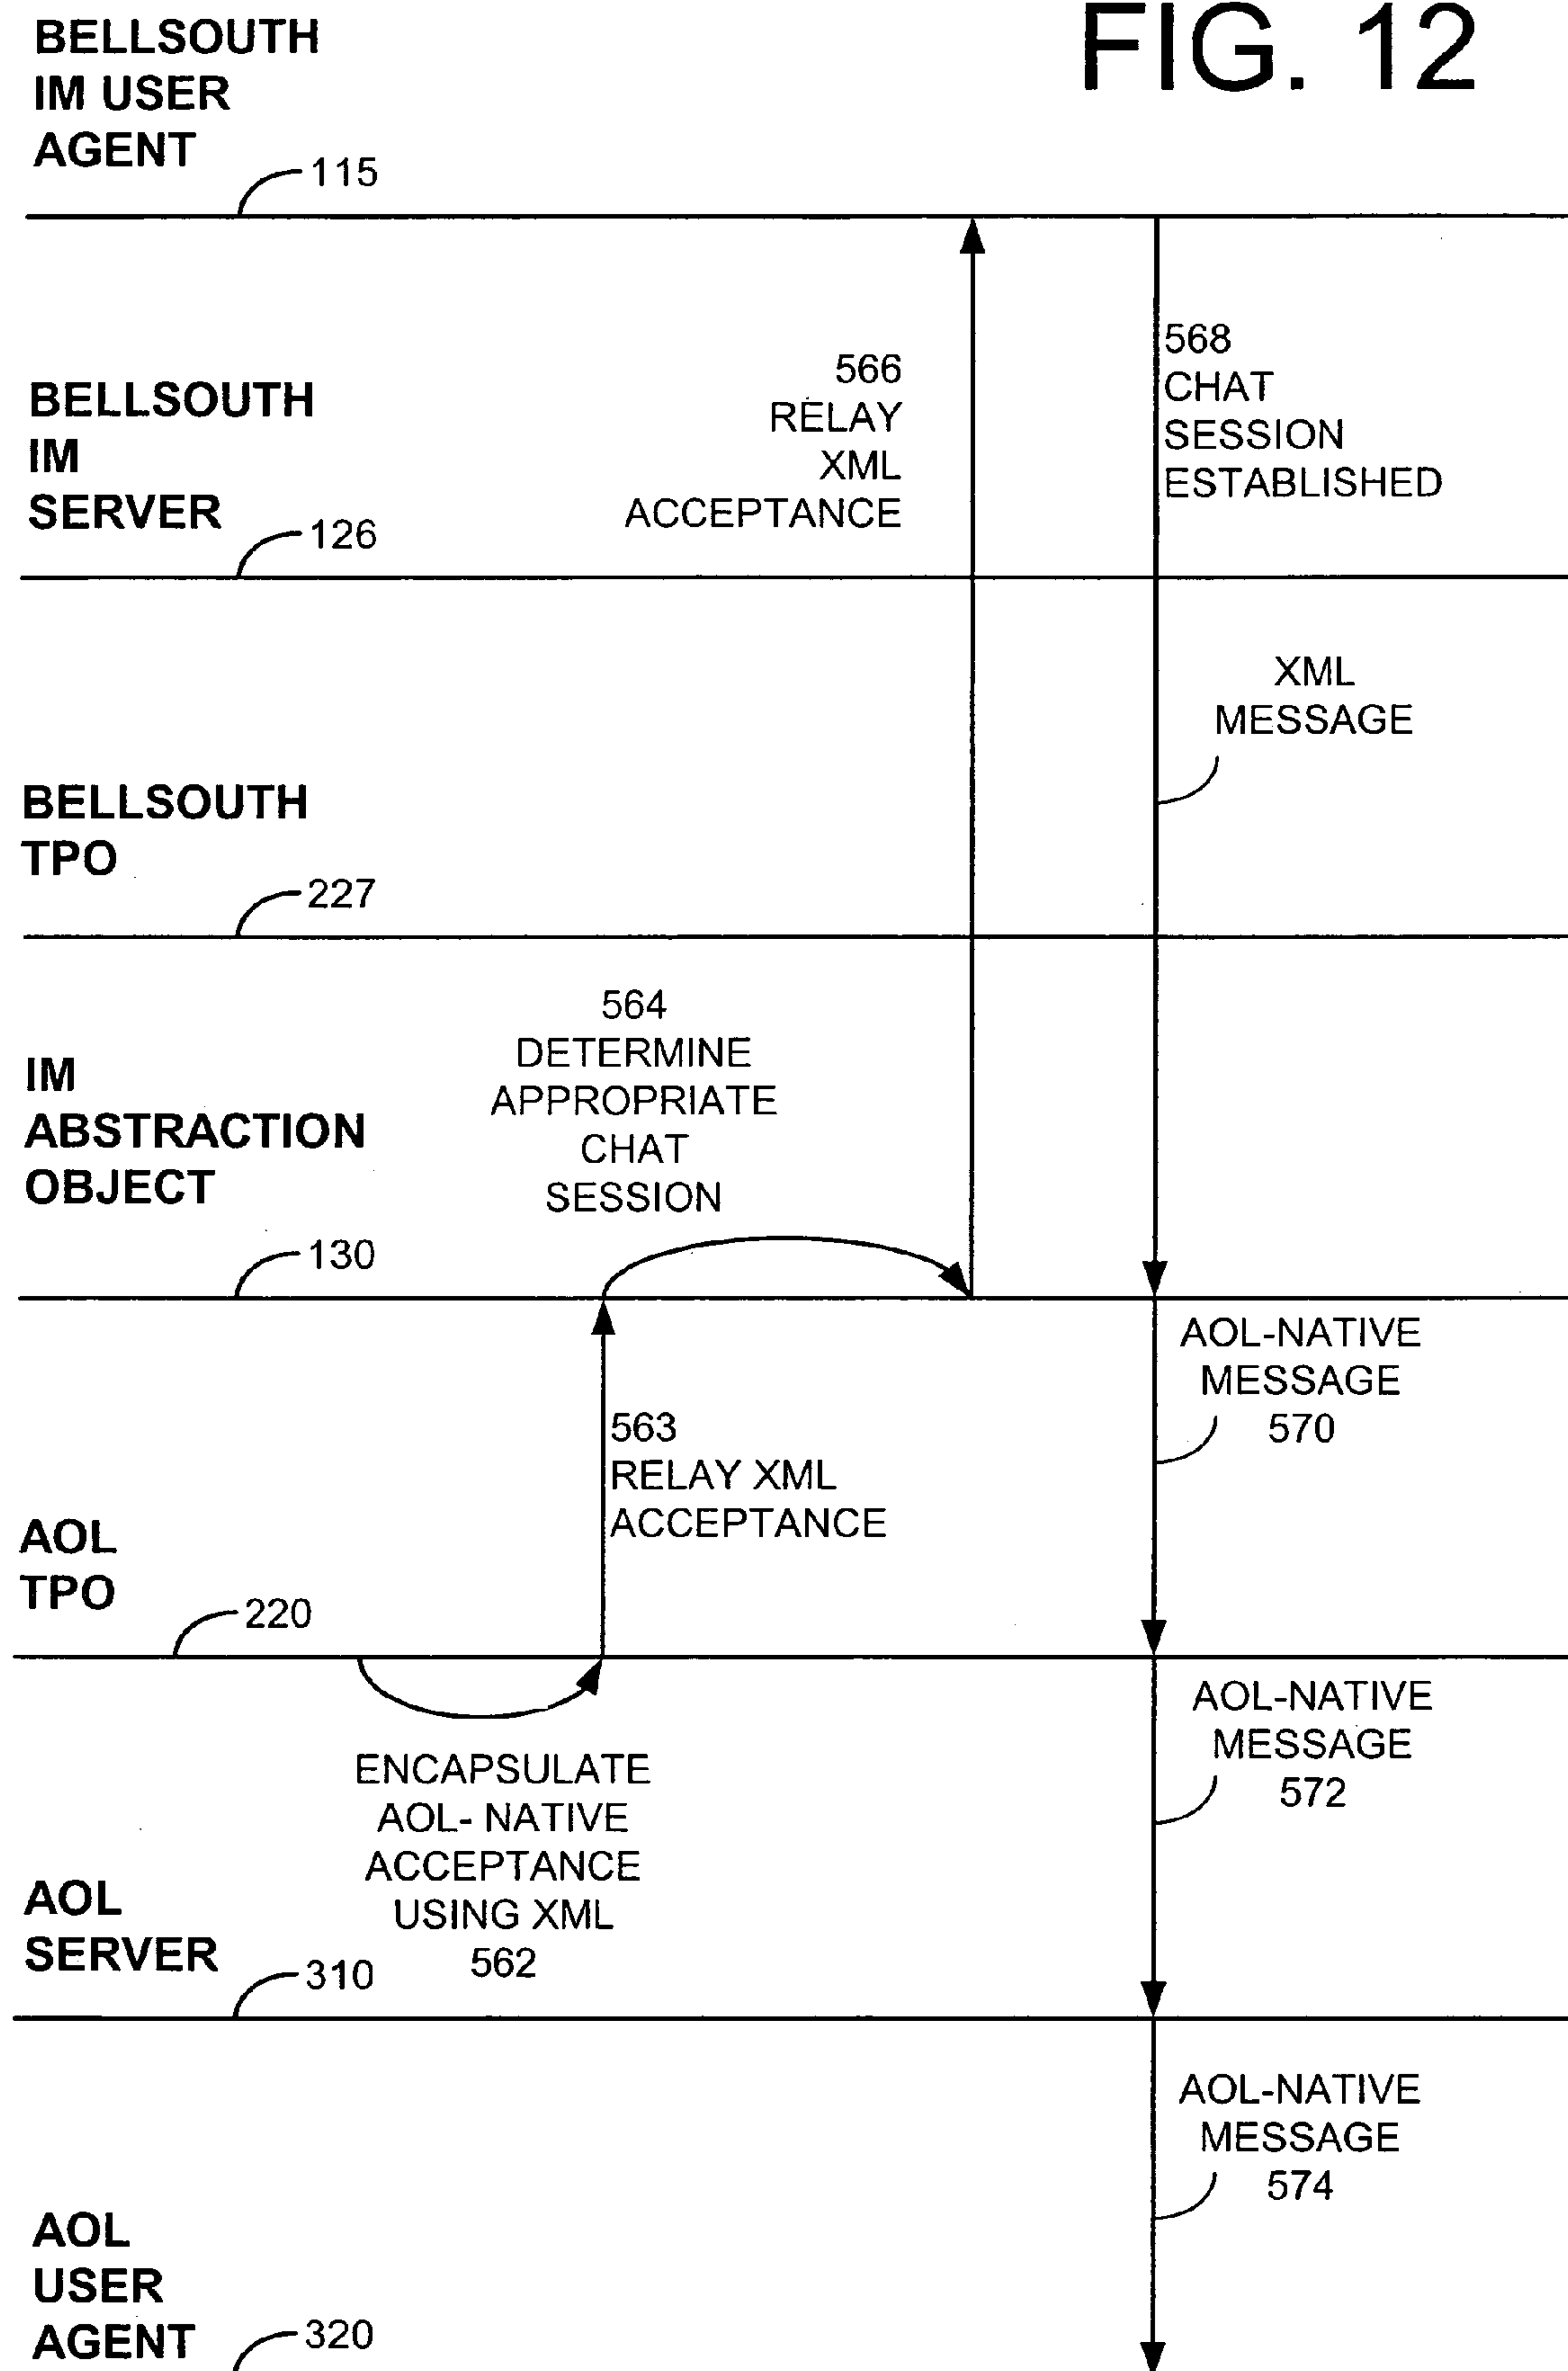 FIG. 12
BELLSOUTH
IM USER
AGENT
115
566
RELAY
XML
ACCEPTANCE
568
CHAT
SESSION
ESTABLISHED
BELLSOUTH
IM
SERVER
126
XML
MESSAGE
BELLSOUTH
TPO
227
564
DETERMINE
APPROPRIATE
CHAT
SESSION
IM
ABSTRACTION
OBJECT
130
AOL-NATIVE
MESSAGE
570
563
RELAY XML
ACCEPTANCE
AOL
TPO
220
AOL-NATIVE
MESSAGE
572
ENCAPSULATE
AOL- NATIVE
ACCEPTANCE
USING XML
562
AOL
SERVER
310
AOL-NATIVE
MESSAGE
574
AOL
USER
AGENT
320